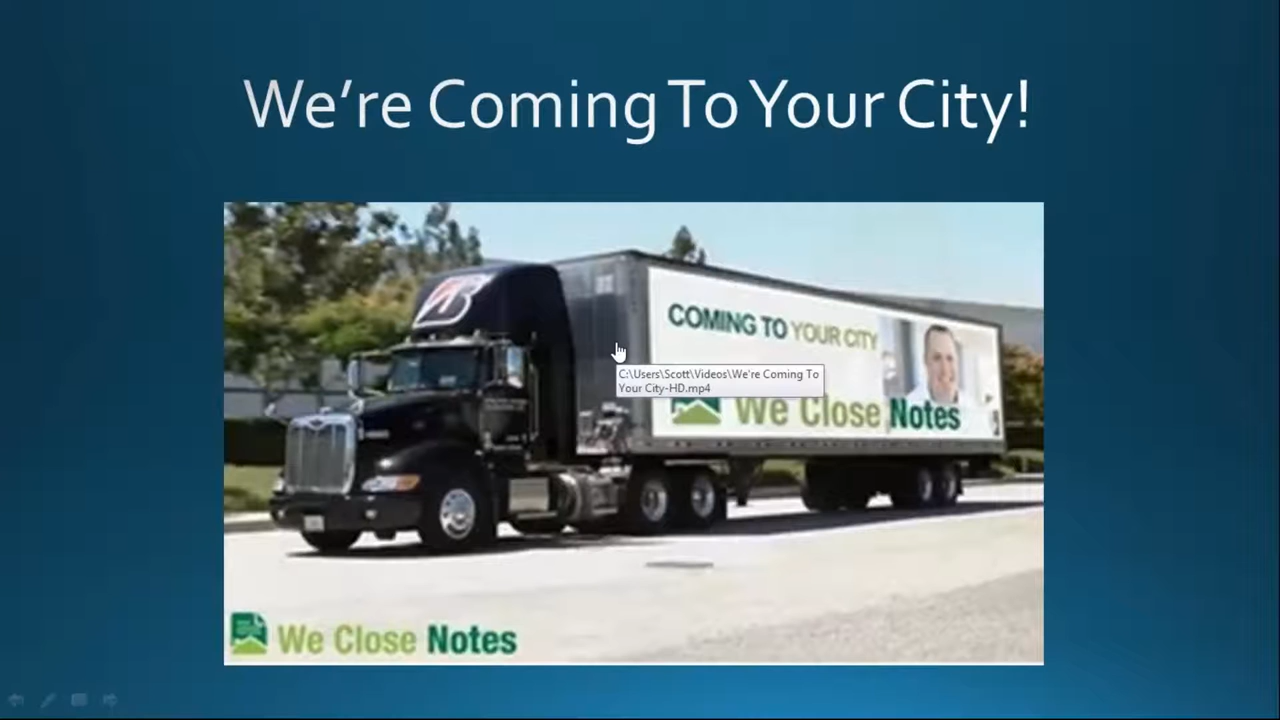 We're Coming To Your City!
COMING TO YOUR CITY
C:\Users\Scott\Videos\We're Coming To
Your City-HD.mp4
We Close Notes
We Close Notes